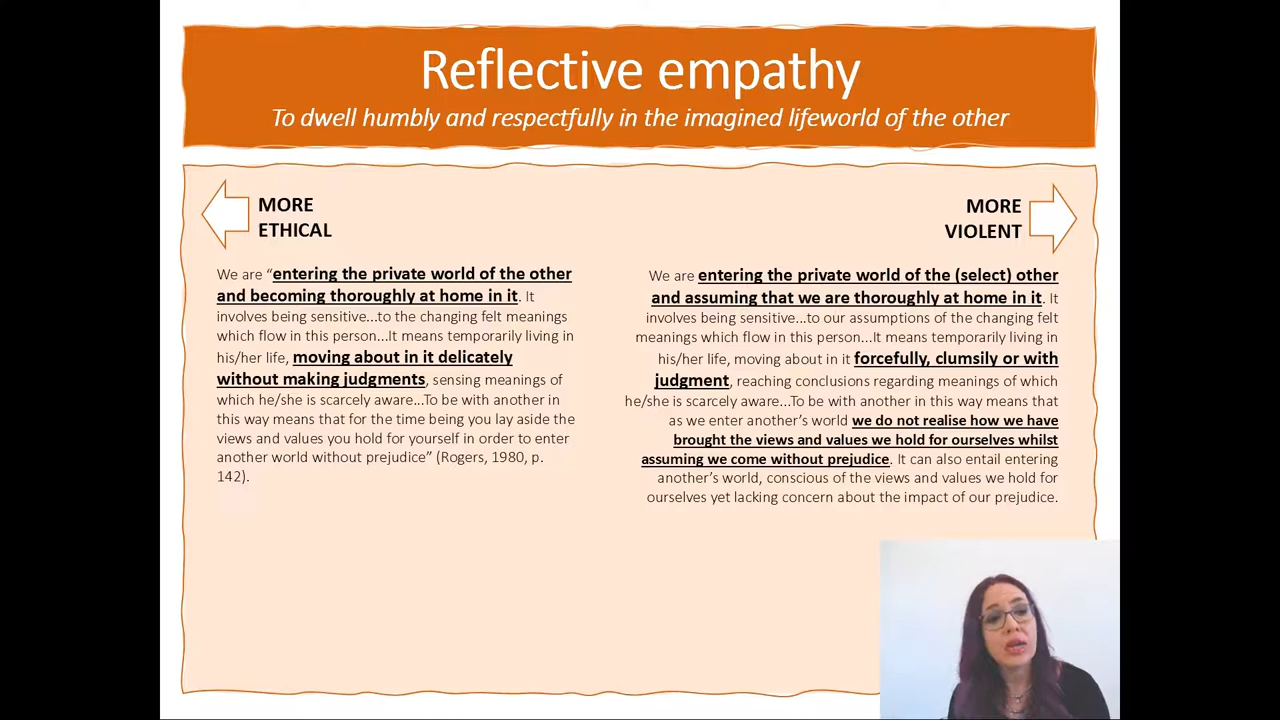 Reflective empathy
To dwell humbly and respectfully in the imagined lifeworld of the other
MORE
ETHICAL
We are “entering the private world of the other
and becoming thoroughly at home in it. It
involves being sensitive...to the changing felt meanings
which flow in this person...It means temporarily living in
his/her life, moving about in it delicately
without making judgments, sensing meanings of
which he/she is scarcely aware...To be with another in
this way means that for the time being you lay aside the
views and values you hold for yourself in order to enter
another world without prejudice” (Rogers, 1980, p.
142).
MORE
VIOLENT
We are entering the private world of the (select) other
and assuming that we are thoroughly at home in it. It
involves being sensitive...to our assumptions of the changing felt
meanings which flow in this person...It means temporarily living in
his/her life, moving about in it forcefully, clumsily or with
judgment, reaching conclusions regarding meanings of which
he/she is scarcely aware...To be with another in this way means that
as we enter another’s world we do not realise how we have
brought the views and values we hold for ourselves whilst
assuming we come without prejudice. It can also entail entering
another’s world, conscious of the views and values we hold for
ourselves yet lacking concern about the impact of our prejudice.